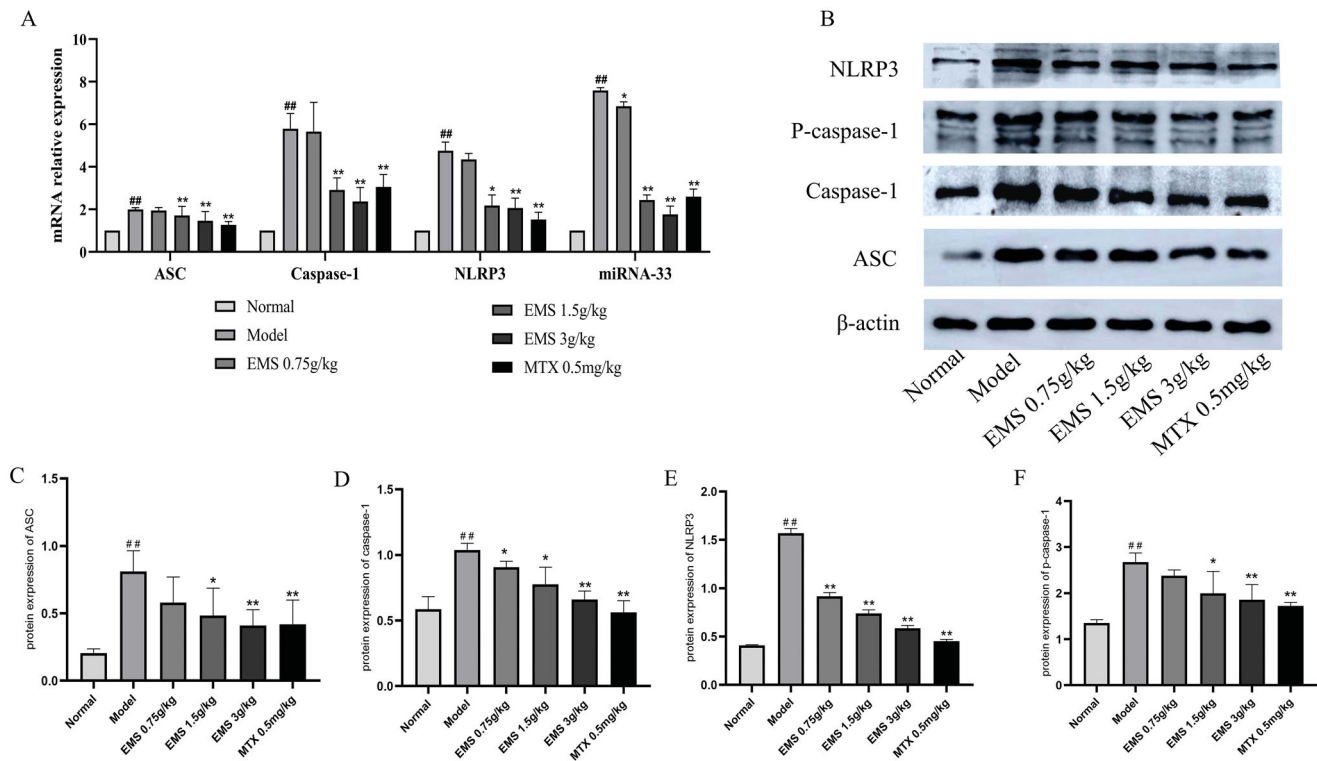 A
mRNA relative expression
10
8
6
4
2
0
## ** ** **
## ** ** **
## * ** **
## * ** ** **
ASC Caspase-1 NLRP3 miRNA-33
Normal
Model
EMS 0.75g/kg
EMS 1.5g/kg
EMS 3g/kg
MTX 0.5mg/kg
B
NLRP3
P-caspase-1
Caspase-1
ASC
β-actin
Normal Model EMS 0.75g/kg EMS 1.5g/kg EMS 3g/kg MTX 0.5mg/kg
C
protein exrpression of ASC
1.5
1.0
0.5
0.0
## * ** **
Normal Model EMS 0.75g/kg EMS 1.5g/kg EMS 3g/kg MTX 0.5mg/kg
D
protein exrpression of caspase-1
1.5
1.0
0.5
0.0
## * * ** **
Normal Model EMS 0.75g/kg EMS 1.5g/kg EMS 3g/kg MTX 0.5mg/kg
E
protein exrpression of NLRP3
2.0
1.5
1.0
0.5
0.0
## ** ** ** **
Normal Model EMS 0.75g/kg EMS 1.5g/kg EMS 3g/kg MTX 0.5mg/kg
F
protein exrpression of p-caspase-1
4
3
2
1
0
## * ** **
Normal Model EMS 0.75g/kg EMS 1.5g/kg EMS 3g/kg MTX 0.5mg/kg